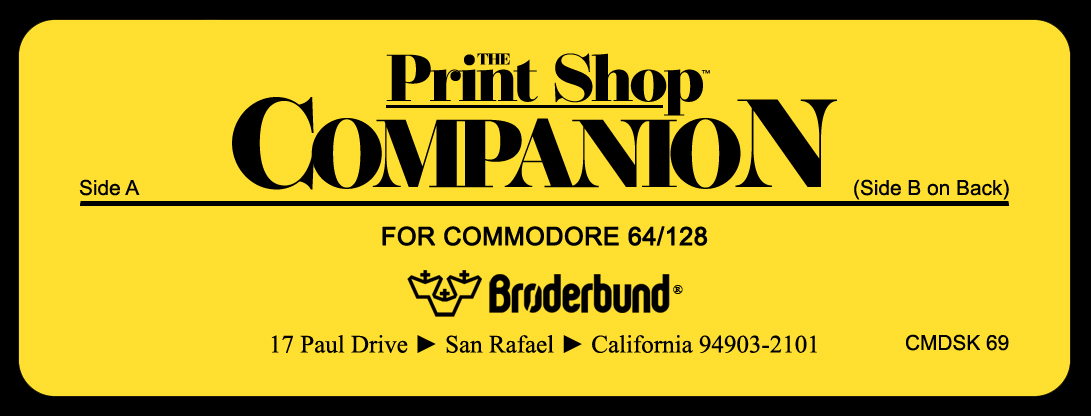 THE
Print Shop™
COMPANION
Side A
(Side B on Back)
FOR COMMODORE 64/128
Brøderbund®
17 Paul Drive ► San Rafael ► California 94903-2101
CMDSK 69